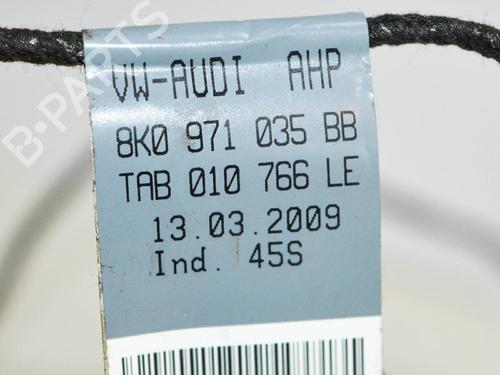 VW-AUDI AHP
8K0 971 035 BB
TAB 010 766 LE
13.03.2009
Ind. 45S
B-PARTS